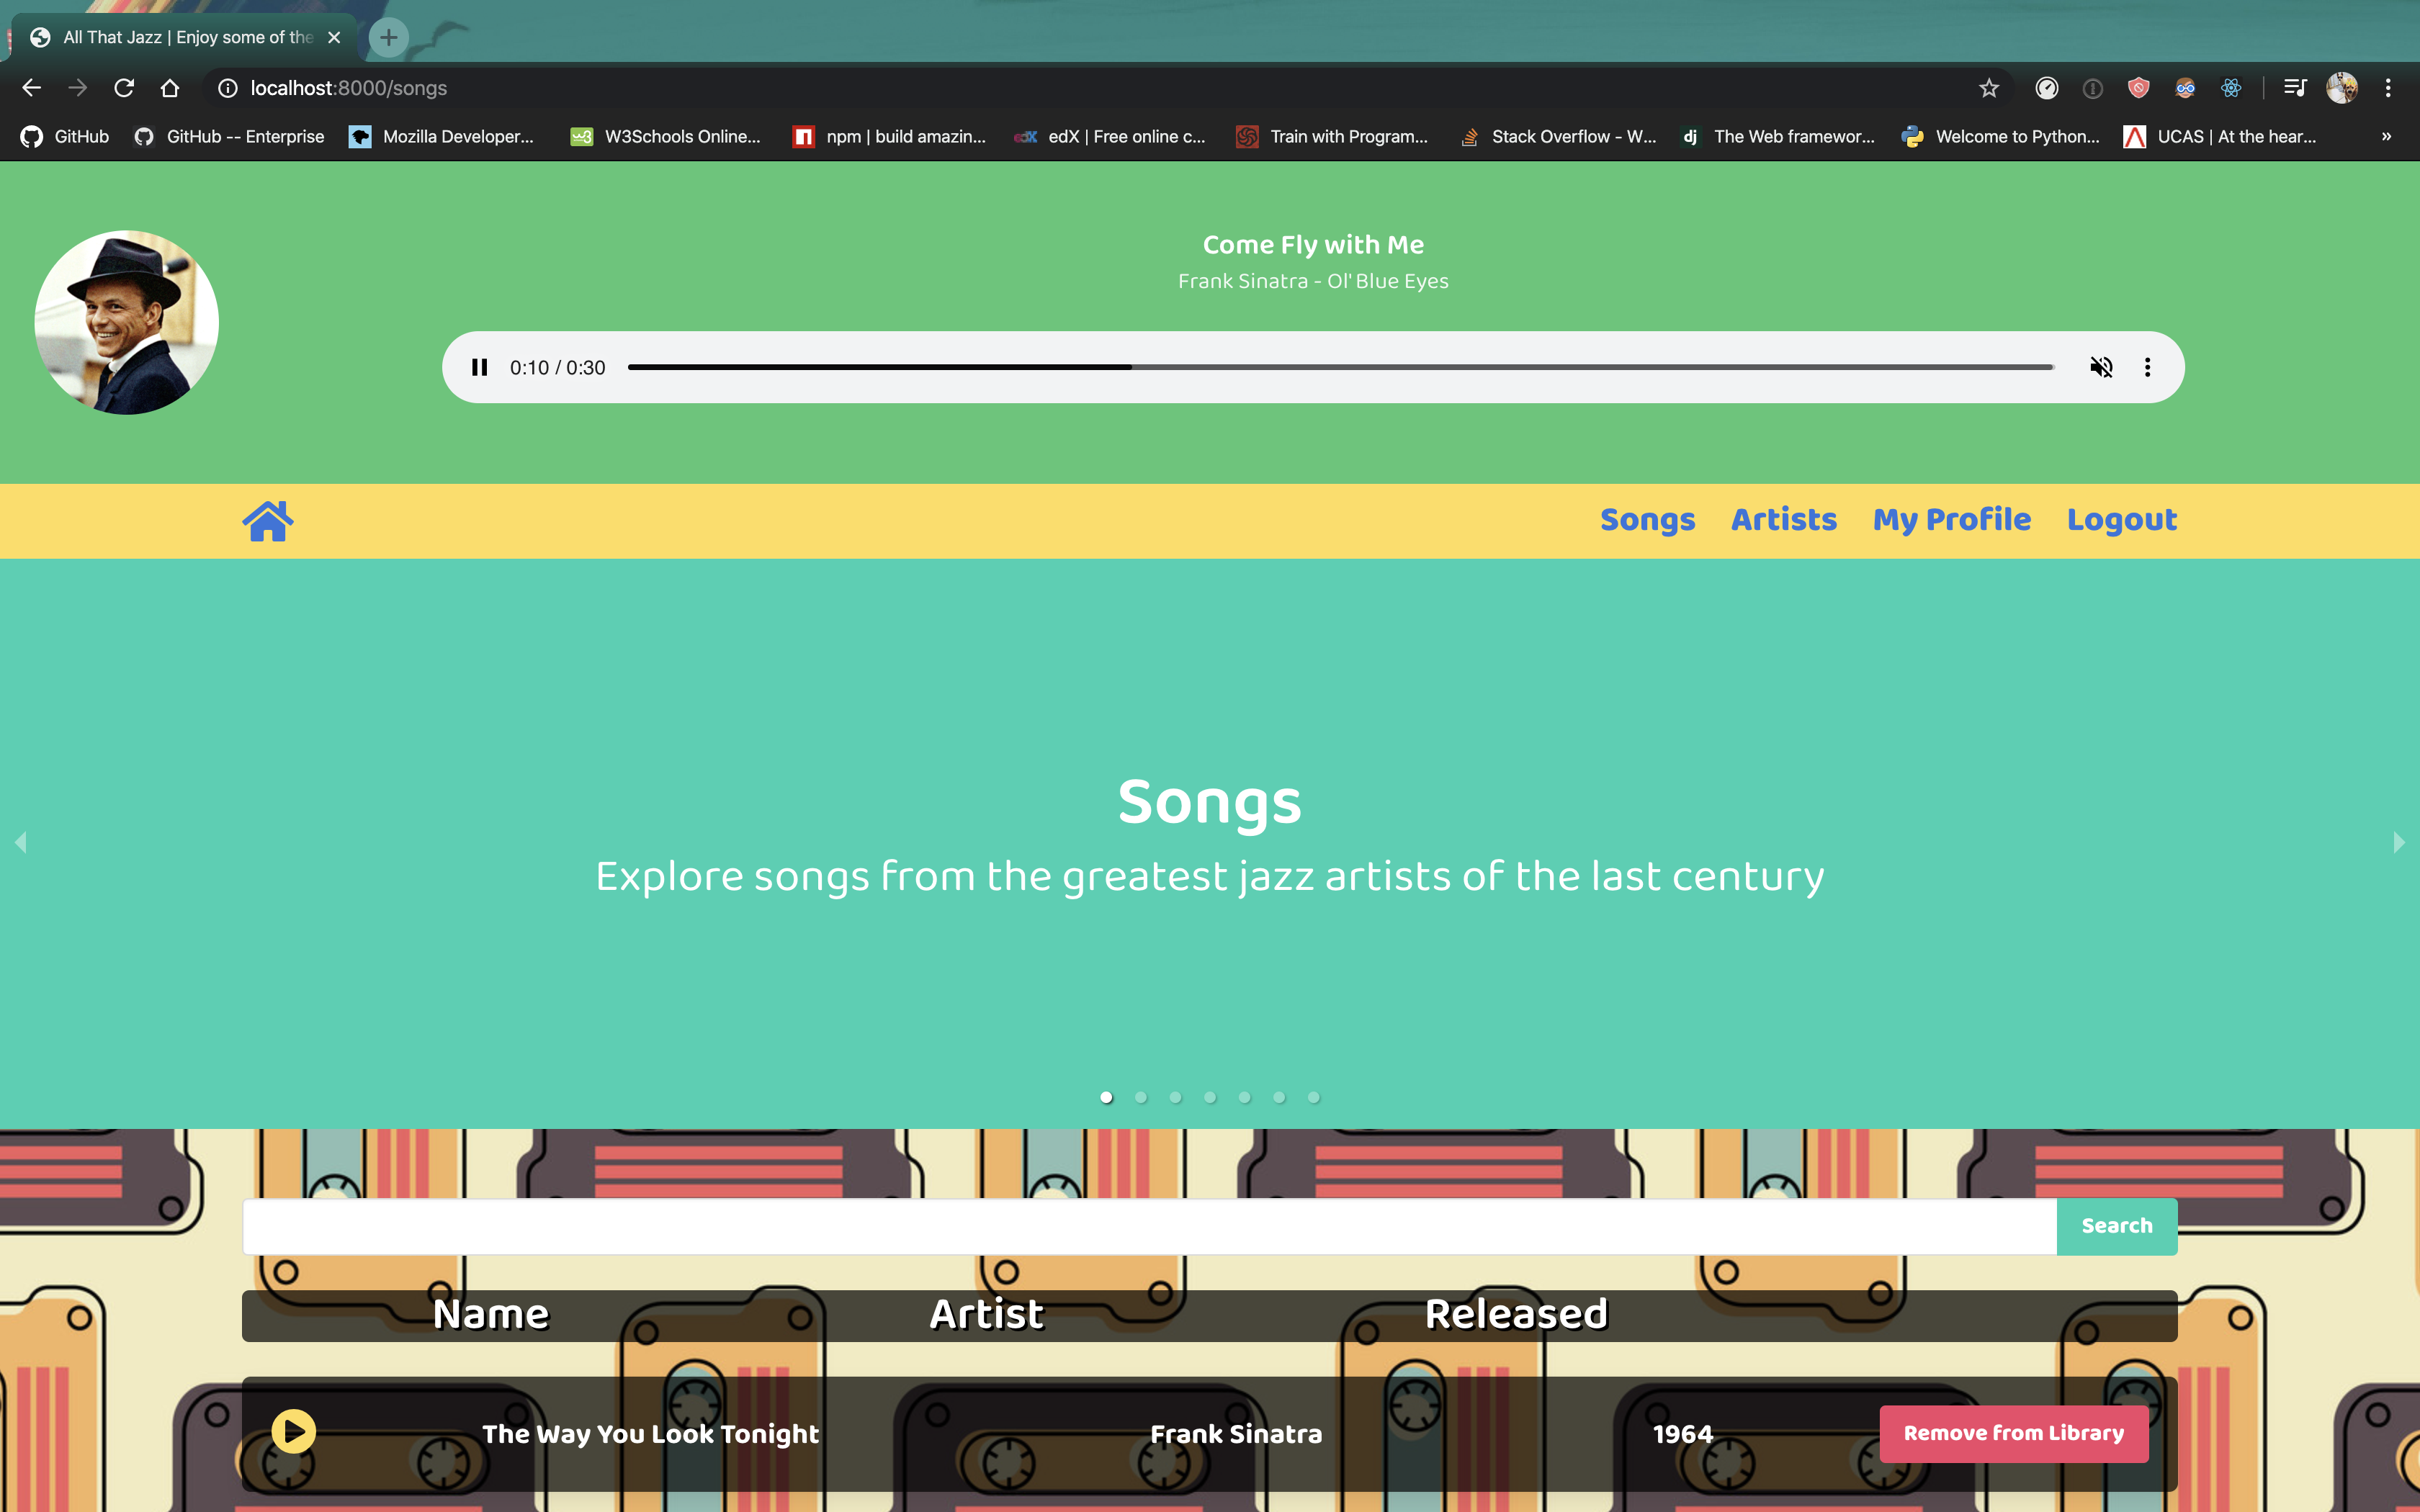 All That Jazz | Enjoy some of the
localhost:8000/songs
GitHub GitHub -- Enterprise Mozilla Developer... W3Schools Online... npm | build amazin... edX | Free online c... Train with Program... Stack Overflow - W... The Web framewor... Welcome to Python... UCAS | At the hear... »
Come Fly with Me
Frank Sinatra - Ol' Blue Eyes
0:10 / 0:30
Songs Artists My Profile Logout
Songs
Explore songs from the greatest jazz artists of the last century
Search
Name Artist Released
The Way You Look Tonight Frank Sinatra 1964 Remove from Library